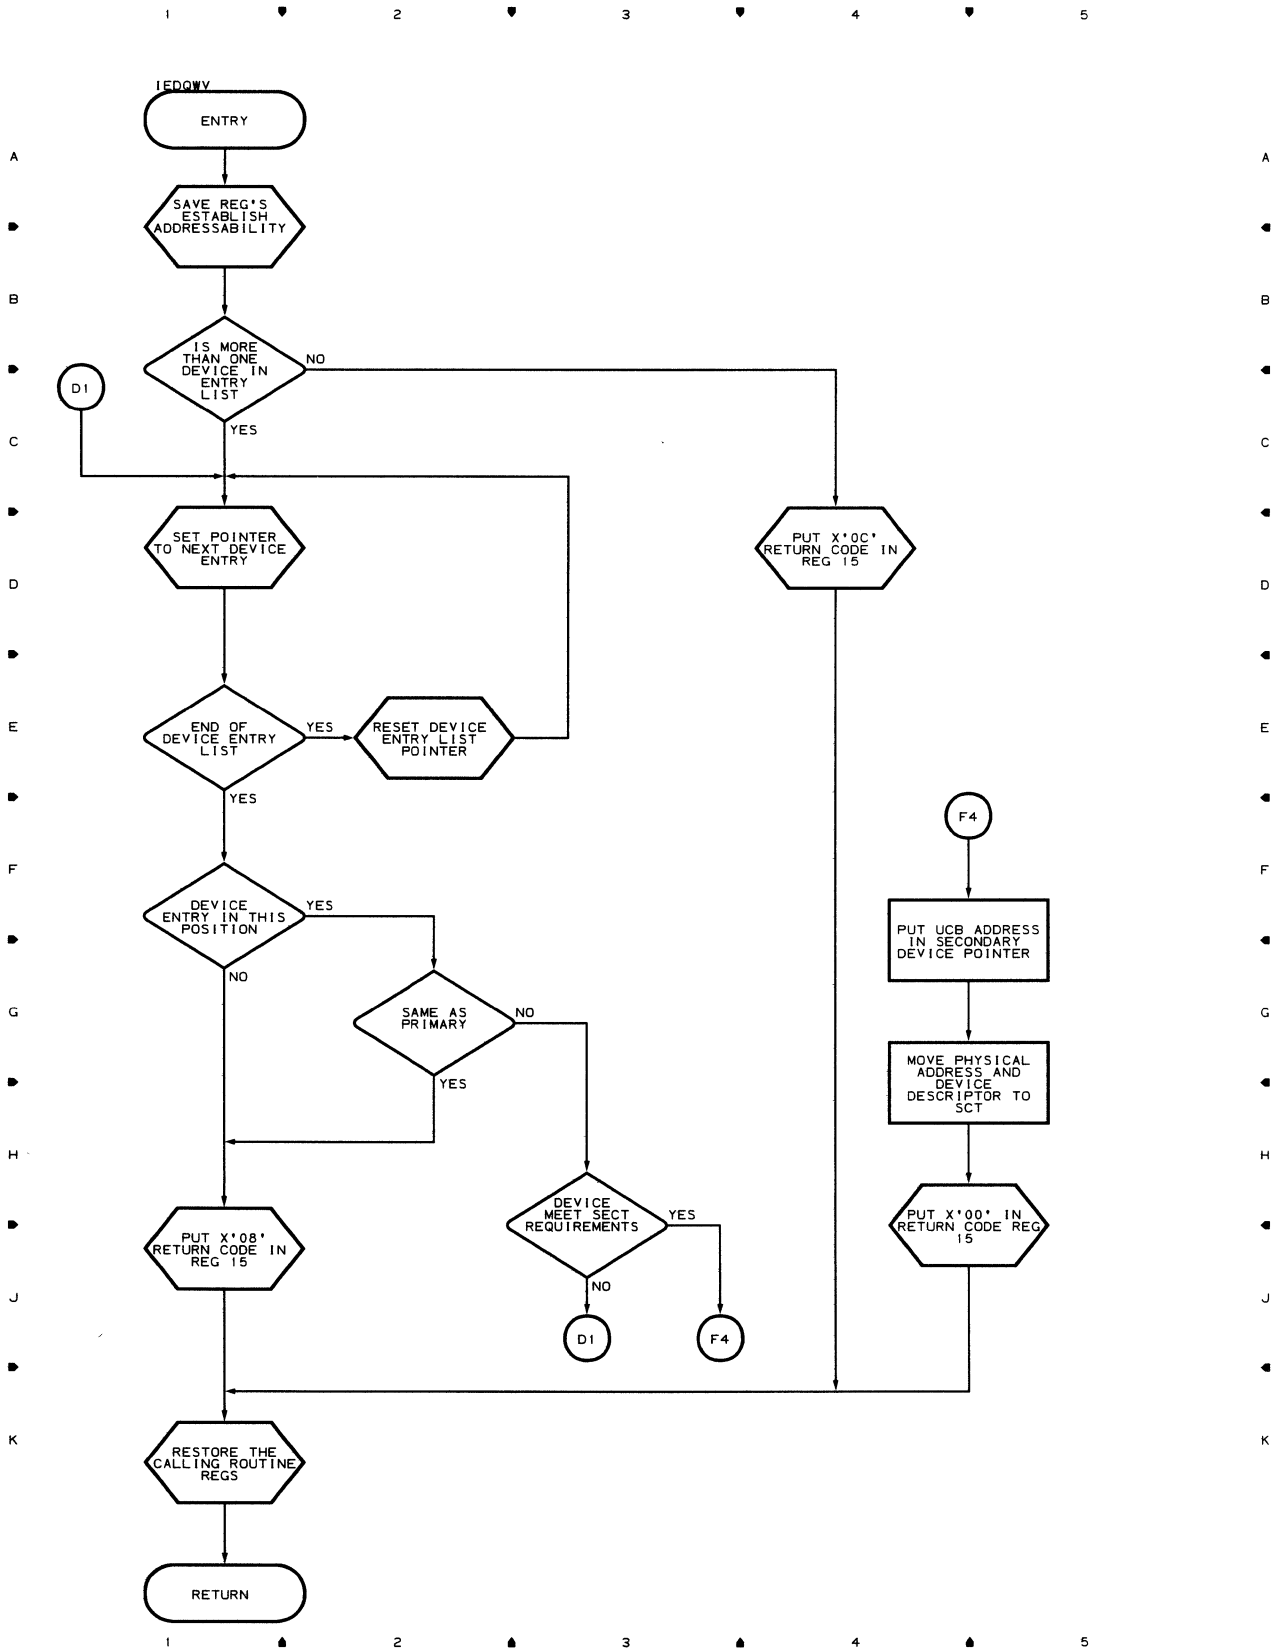 1 2 3 4 5
IEDQWV
ENTRY
A A
SAVE REG'S
ESTABLISH
ADDRESSABILITY
B B
IS MORE
THAN ONE
DEVICE IN
ENTRY
LIST
NO
D1
YES
C C
SET POINTER
TO NEXT DEVICE
ENTRY
PUT X'0C'
RETURN CODE IN
REG 15
D D
END OF
DEVICE ENTRY
LIST
YES
RESET DEVICE
ENTRY LIST
POINTER
E E
YES
F4
F F
DEVICE
ENTRY IN THIS
POSITION
YES
PUT UCB ADDRESS
IN SECONDARY
DEVICE POINTER
NO
SAME AS
PRIMARY
NO
G G
YES
MOVE PHYSICAL
ADDRESS AND
DEVICE
DESCRIPTOR TO
SCT
H H
DEVICE
MEET SECT
REQUIREMENTS
YES
PUT X'00' IN
RETURN CODE REG
15
PUT X'08'
RETURN CODE IN
REG 15
NO
J J
D1
F4
K K
RESTORE THE
CALLING ROUTINE
REGS
RETURN
1 2 3 4 5